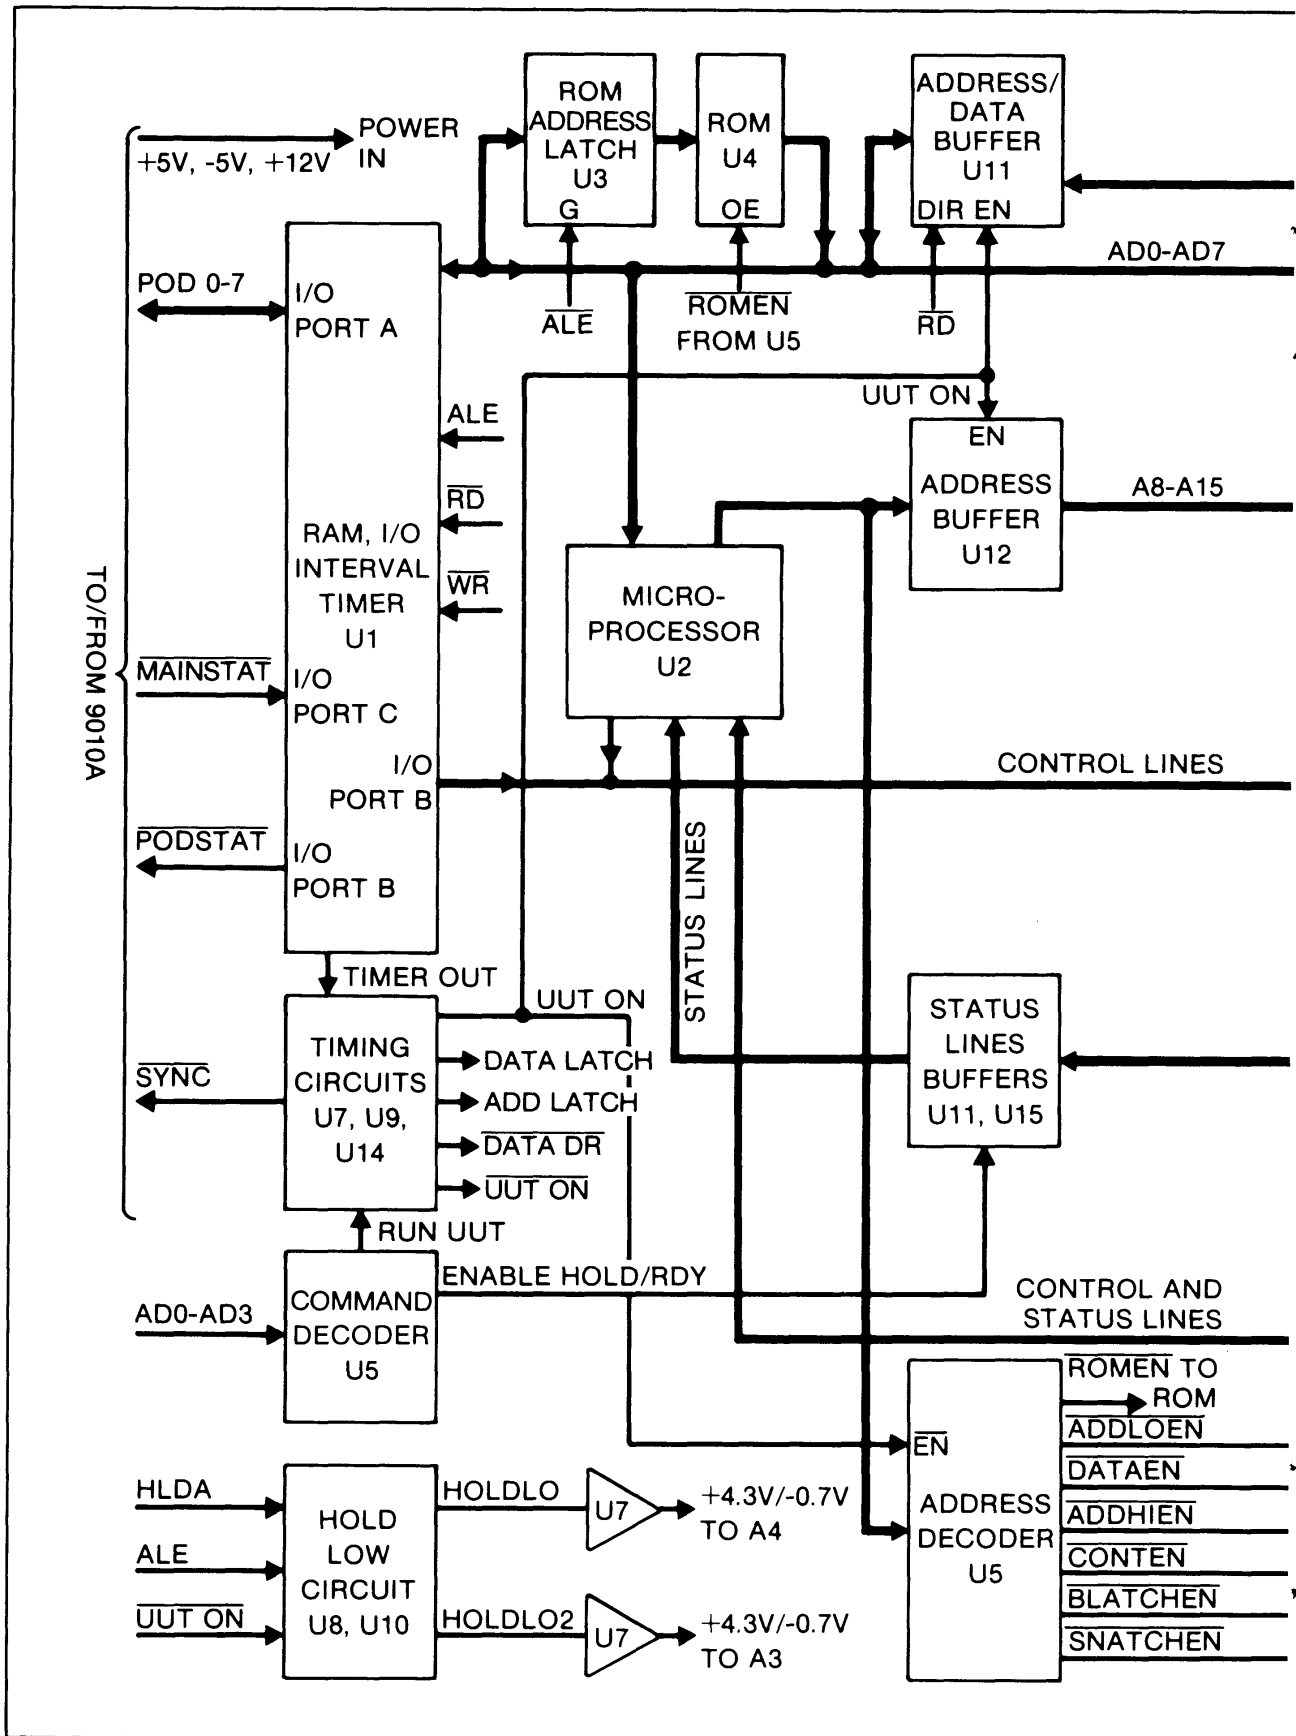 ROM
ADDRESS
LATCH
U3
G
ROM
U4
OE
ADDRESS/
DATA
BUFFER
U11
DIR EN
POWER
IN
+5V, -5V, +12V
AD0-AD7
POD 0-7
I/O
PORT A
ALE
ROMEN
FROM U5
RD
UUT ON
ALE
EN
ADDRESS
BUFFER
U12
A8-A15
RD
RAM, I/O
INTERVAL
TIMER
U1
WR
MICRO-
PROCESSOR
U2
TO/FROM 9010A
MAINSTAT
I/O
PORT C
I/O
PORT B
CONTROL LINES
PODSTAT
I/O
PORT B
STATUS LINES
TIMER OUT
UUT ON
TIMING
CIRCUITS
U7, U9,
U14
DATA LATCH
ADD LATCH
DATA DR
UUT ON
SYNC
STATUS
LINES
BUFFERS
U11, U15
RUN UUT
ENABLE HOLD/RDY
COMMAND
DECODER
U5
AD0-AD3
CONTROL AND
STATUS LINES
ROMEN TO
ROM
ADDLOEN
DATAEN
ADDHIEN
CONTEN
BLATCHEN
SNATCHEN
EN
ADDRESS
DECODER
U5
HLDA
ALE
UUT ON
HOLD
LOW
CIRCUIT
U8, U10
HOLDLO
U7
+4.3V/-0.7V
TO A4
HOLDLO2
U7
+4.3V/-0.7V
TO A3